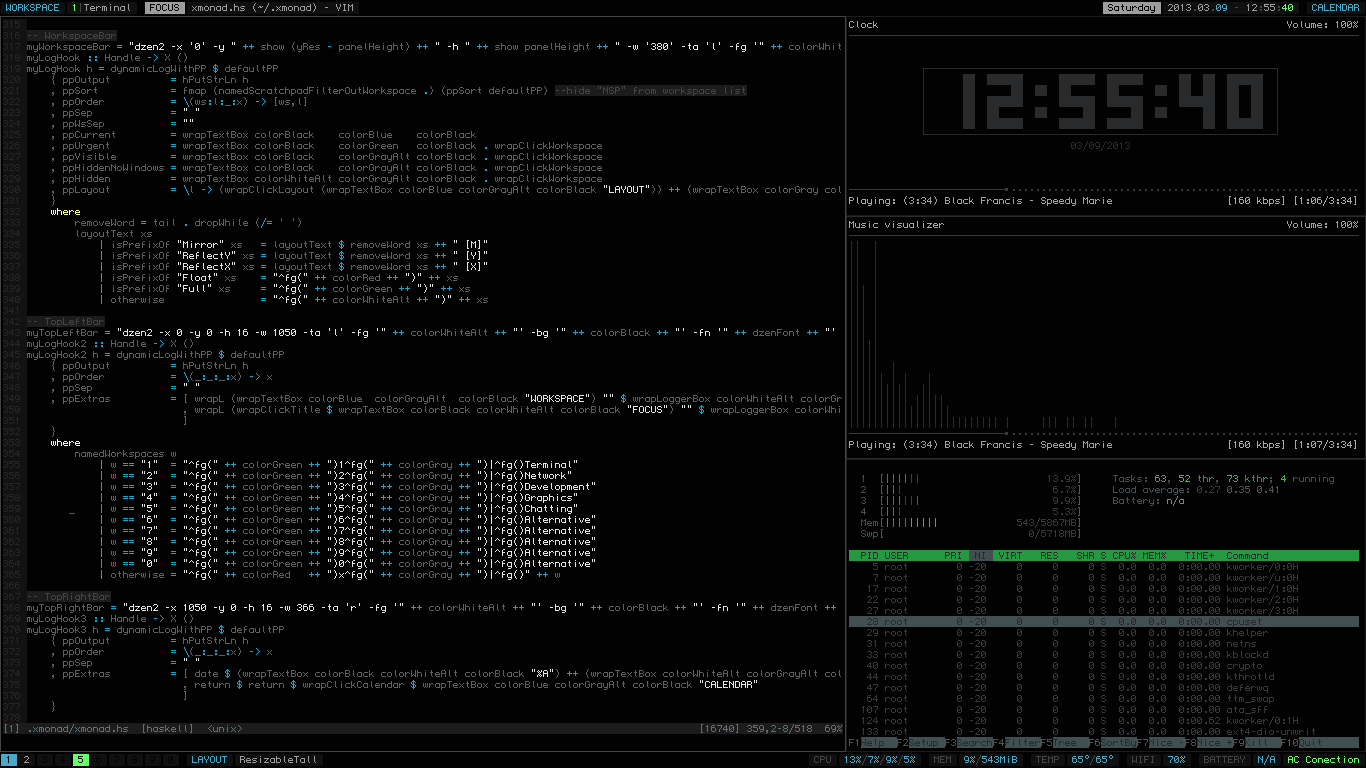 WORKSPACE 1|Terminal FOCUS xmonad.hs (~/.xmonad) - VIM
Saturday 2013.03.09 - 12:55:40 CALENDAR
315
316 -- WorkspaceBar
317 myWorkspaceBar = "dzen2 -x '0' -y " ++ show (yRes - panelHeight) ++ " -h " ++ show panelHeight ++ " -w '380' -ta 'l' -fg '" ++ colorWhit
318 myLogHook :: Handle -> X ()
319 myLogHook h = dynamicLogWithPP $ defaultPP
320 { ppOutput = hPutStrLn h
321 , ppSort = fmap (namedScratchpadFilterOutWorkspace .) (ppSort defaultPP) --hide "NSP" from workspace list
322 , ppOrder = \(ws:l:_:x) -> [ws,l]
323 , ppSep = " "
324 , ppWsSep = ""
325 , ppCurrent = wrapTextBox colorBlack colorBlue colorBlack
326 , ppUrgent = wrapTextBox colorBlack colorGreen colorBlack . wrapClickWorkspace
327 , ppVisible = wrapTextBox colorBlack colorGrayAlt colorBlack . wrapClickWorkspace
328 , ppHiddenNoWindows = wrapTextBox colorBlack colorGrayAlt colorBlack . wrapClickWorkspace
329 , ppHidden = wrapTextBox colorWhiteAlt colorGrayAlt colorBlack . wrapClickWorkspace
330 , ppLayout = \l -> (wrapClickLayout (wrapTextBox colorBlue colorGrayAlt colorBlack "LAYOUT")) ++ (wrapTextBox colorGray col
331 }
332 where
333 removeWord = tail . dropWhile (/= ' ')
334 layoutText xs
335 | isPrefixOf "Mirror" xs = layoutText $ removeWord xs ++ " [M]"
336 | isPrefixOf "ReflectY" xs = layoutText $ removeWord xs ++ " [Y]"
337 | isPrefixOf "ReflectX" xs = layoutText $ removeWord xs ++ " [X]"
338 | isPrefixOf "Float" xs = "^fg(" ++ colorRed ++ ")" ++ xs
339 | isPrefixOf "Full" xs = "^fg(" ++ colorGreen ++ ")" ++ xs
340 | otherwise = "^fg(" ++ colorWhiteAlt ++ ")" ++ xs
341
342 -- TopLeftBar
343 myTopLeftBar = "dzen2 -x 0 -y 0 -h 16 -w 1050 -ta 'l' -fg '" ++ colorWhiteAlt ++ "' -bg '" ++ colorBlack ++ "' -fn '" ++ dzenFont ++ "'
344 myLogHook2 :: Handle -> X ()
345 myLogHook2 h = dynamicLogWithPP $ defaultPP
346 { ppOutput = hPutStrLn h
347 , ppOrder = \(_:_:_:x) -> x
348 , ppSep = " "
349 , ppExtras = [ wrapL (wrapTextBox colorBlue colorGrayAlt colorBlack "WORKSPACE") "" $ wrapLoggerBox colorWhiteAlt colorGr
350 , wrapL (wrapClickTitle $ wrapTextBox colorBlack colorWhiteAlt colorBlack "FOCUS") "" $ wrapLoggerBox colorWhi
351 ]
352 }
353 where
354 namedWorkspaces w
355 | w == "1" = "^fg(" ++ colorGreen ++ ")1^fg(" ++ colorGray ++ ")|^fg()Terminal"
356 | w == "2" = "^fg(" ++ colorGreen ++ ")2^fg(" ++ colorGray ++ ")|^fg()Network"
357 | w == "3" = "^fg(" ++ colorGreen ++ ")3^fg(" ++ colorGray ++ ")|^fg()Development"
358 | w == "4" = "^fg(" ++ colorGreen ++ ")4^fg(" ++ colorGray ++ ")|^fg()Graphics"
359 | w == "5" = "^fg(" ++ colorGreen ++ ")5^fg(" ++ colorGray ++ ")|^fg()Chatting"
360 | w == "6" = "^fg(" ++ colorGreen ++ ")6^fg(" ++ colorGray ++ ")|^fg()Alternative"
361 | w == "7" = "^fg(" ++ colorGreen ++ ")7^fg(" ++ colorGray ++ ")|^fg()Alternative"
362 | w == "8" = "^fg(" ++ colorGreen ++ ")8^fg(" ++ colorGray ++ ")|^fg()Alternative"
363 | w == "9" = "^fg(" ++ colorGreen ++ ")9^fg(" ++ colorGray ++ ")|^fg()Alternative"
364 | w == "0" = "^fg(" ++ colorGreen ++ ")0^fg(" ++ colorGray ++ ")|^fg()Alternative"
365 | otherwise = "^fg(" ++ colorRed ++ ")x^fg(" ++ colorGray ++ ")|^fg()" ++ w
366
367 -- TopRightBar
368 myTopRightBar = "dzen2 -x 1050 -y 0 -h 16 -w 366 -ta 'r' -fg '" ++ colorWhiteAlt ++ "' -bg '" ++ colorBlack ++ "' -fn '" ++ dzenFont ++
369 myLogHook3 :: Handle -> X ()
370 myLogHook3 h = dynamicLogWithPP $ defaultPP
371 { ppOutput = hPutStrLn h
372 , ppOrder = \(_:_:_:x) -> x
373 , ppSep = " "
374 , ppExtras = [ date $ (wrapTextBox colorBlack colorWhiteAlt colorBlack "%A") ++ (wrapTextBox colorWhiteAlt colorGrayAlt col
375 , return $ return $ wrapClickCalendar $ wrapTextBox colorBlue colorGrayAlt colorBlack "CALENDAR"
376 ]
377 }
378
[1] .xmonad/xmonad.hs [haskell] <unix> [16740] 359,2-8/518 69%
Clock Volume: 100%
12:55:40
03/09/2013
Playing: (3:34) Black Francis - Speedy Marie [160 kbps] [1:06/3:34]
Music visualizer Volume: 100%
Playing: (3:34) Black Francis - Speedy Marie [160 kbps] [1:07/3:34]
1 [|||||| 13.9%] Tasks: 63, 52 thr, 73 kthr; 4 running
2 [||| 6.7%] Load average: 0.27 0.35 0.41
3 [|||||| 9.9%] Battery: n/a
4 [||| 5.3%]
Mem[||||||||| 543/5867MB]
Swp[ 0/5718MB]
PID USER PRI NI VIRT RES SHR S CPU% MEM% TIME+ Command
5 root 0 -20 0 0 0 S 0.0 0.0 0:00.00 kworker/0:0H
7 root 0 -20 0 0 0 S 0.0 0.0 0:00.00 kworker/u:0H
17 root 0 -20 0 0 0 S 0.0 0.0 0:00.00 kworker/1:0H
22 root 0 -20 0 0 0 S 0.0 0.0 0:00.00 kworker/2:0H
27 root 0 -20 0 0 0 S 0.0 0.0 0:00.00 kworker/3:0H
28 root 0 -20 0 0 0 S 0.0 0.0 0:00.00 cpuset
29 root 0 -20 0 0 0 S 0.0 0.0 0:00.00 khelper
31 root 0 -20 0 0 0 S 0.0 0.0 0:00.00 netns
33 root 0 -20 0 0 0 S 0.0 0.0 0:00.00 kblockd
40 root 0 -20 0 0 0 S 0.0 0.0 0:00.00 crypto
44 root 0 -20 0 0 0 S 0.0 0.0 0:00.00 kthrotld
47 root 0 -20 0 0 0 S 0.0 0.0 0:00.00 deferwq
64 root 0 -20 0 0 0 S 0.0 0.0 0:00.00 ttm_swap
107 root 0 -20 0 0 0 S 0.0 0.0 0:00.00 ata_sff
124 root 0 -20 0 0 0 S 0.0 0.0 0:00.62 kworker/0:1H
133 root 0 -20 0 0 0 S 0.0 0.0 0:00.00 ext4-dio-unwrit
F1Help F2Setup F3SearchF4FilterF5Tree F6SortByF7Nice -F8Nice +F9Kill F10Quit
1 2 3 4 5 6 7 8 9 0 LAYOUT ResizableTall
CPU 13%/7%/9%/5% MEM 9%/543MiB TEMP 65°/65° WIFI 70% BATTERY N/A AC Conection